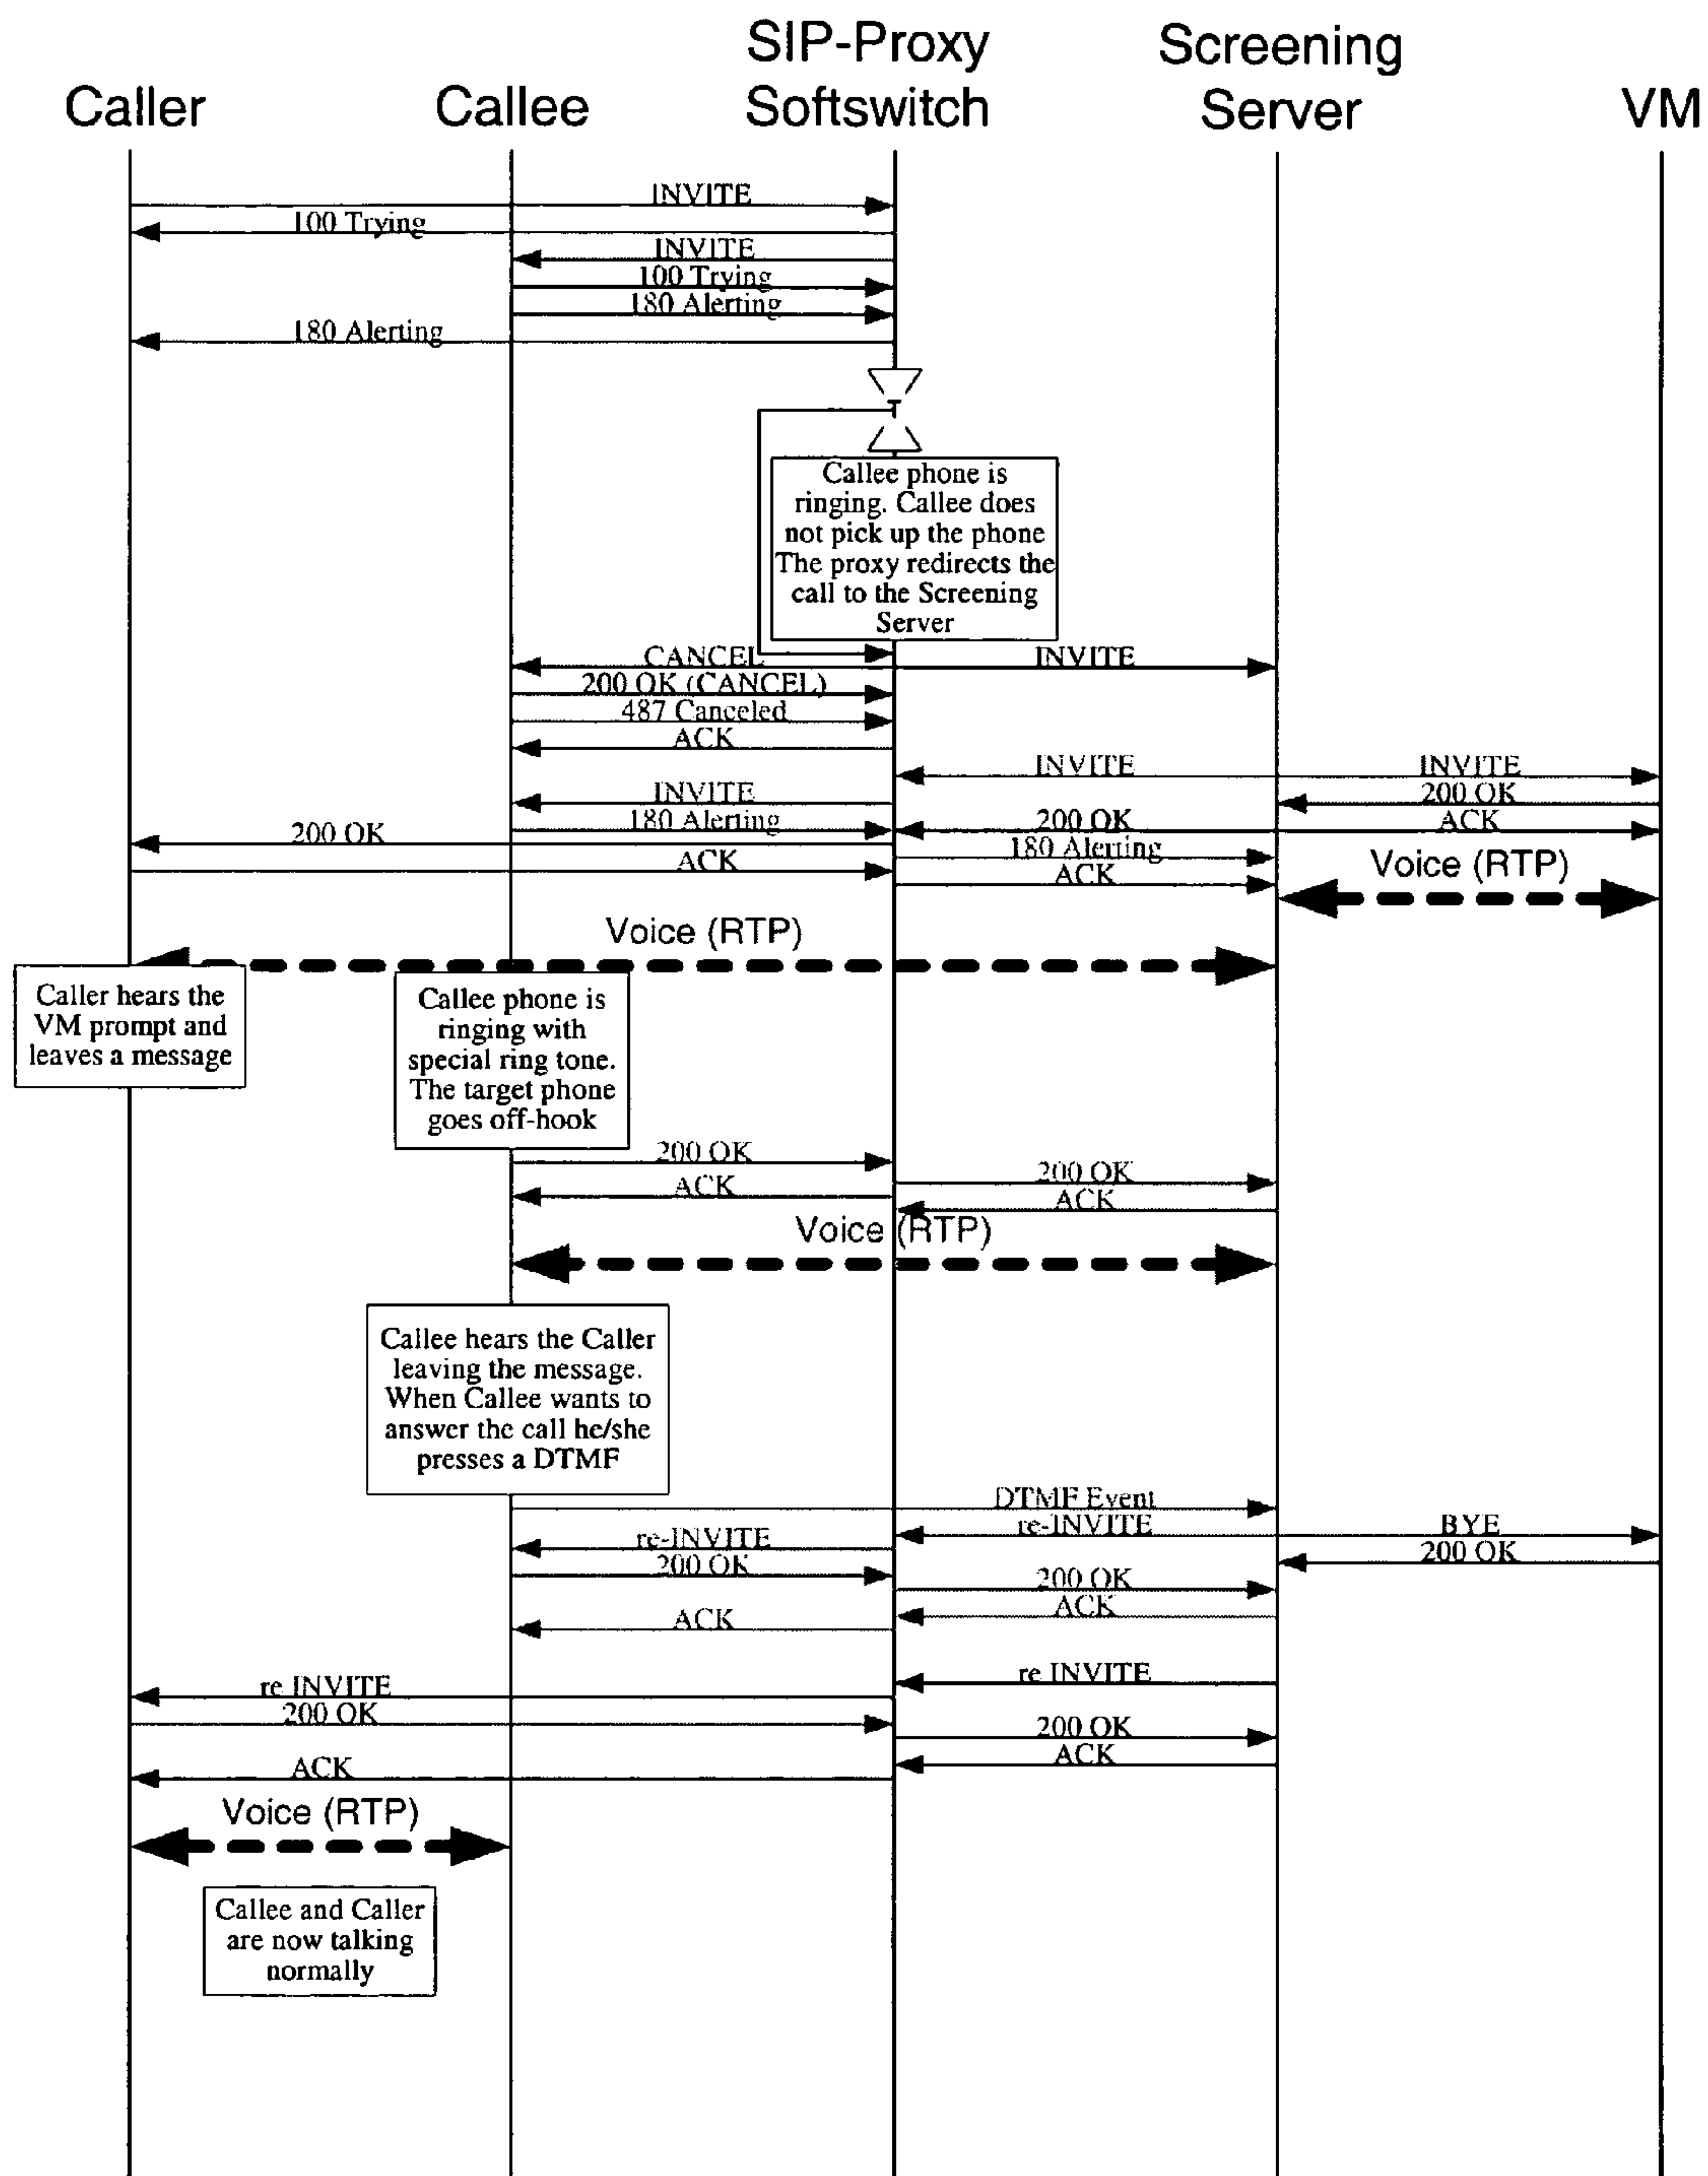 SIP-Proxy
Softswitch
Screening
Server
Caller
Callee
VM
INVITE
100 Trying
INVITE
100 Trying
180 Alerting
180 Alerting
Callee phone is
ringing. Callee does
not pick up the phone
The proxy redirects the
call to the Screening
Server
CANCEL
INVITE
200 OK (CANCEL)
487 Canceled
ACK
INVITE
INVITE
INVITE
200 OK
180 Alerting
200 OK
ACK
200 OK
180 Alerting
ACK
ACK
Voice (RTP)
Voice (RTP)
Caller hears the
VM prompt and
leaves a message
Callee phone is
ringing with
special ring tone.
The target phone
goes off-hook
200 OK
200 OK
ACK
ACK
Voice (RTP)
Callee hears the Caller
leaving the message.
When Callee wants to
answer the call he/she
presses a DTMF
DTMF Event
re-INVITE
BYE
re-INVITE
200 OK
200 OK
200 OK
ACK
ACK
re INVITE
re INVITE
200 OK
200 OK
ACK
ACK
Voice (RTP)
Callee and Caller
are now talking
normally